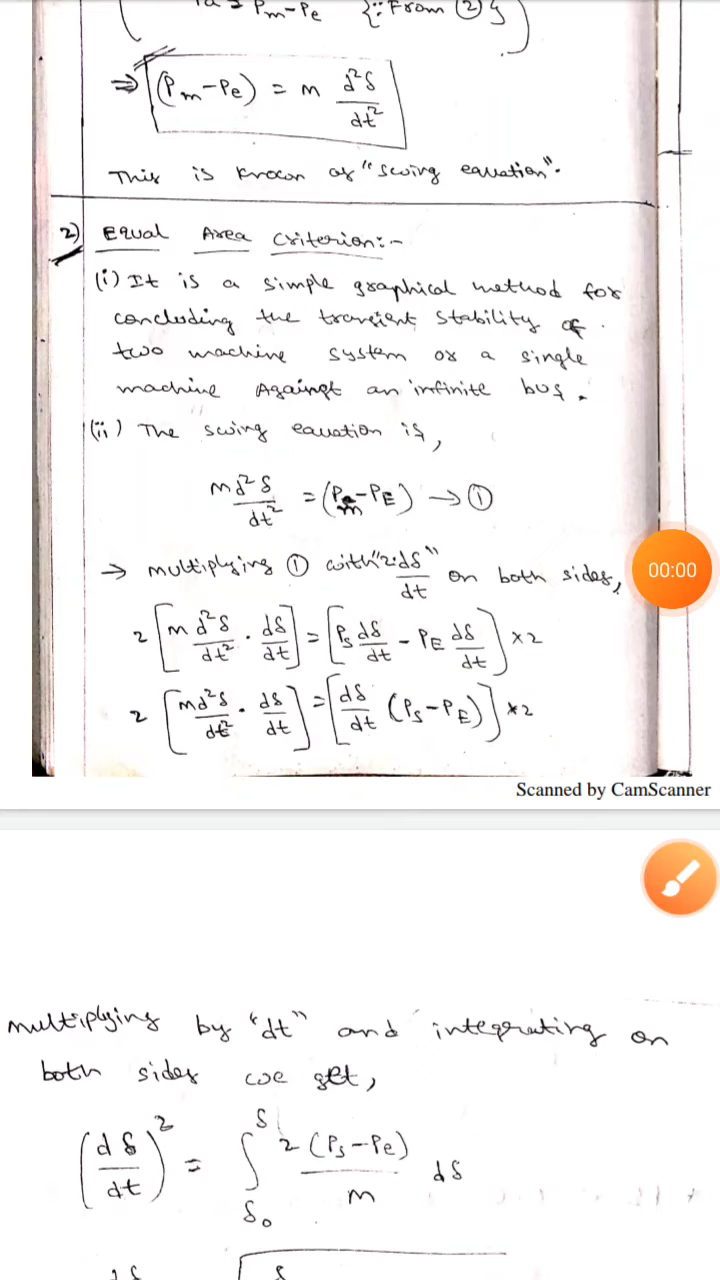 Pm-Pe {∵ From (2)}
⇒ (Pm-Pe) = m d²δ/dt²
This is known as "swing equation".
2) Equal Area criterion:-
(i) It is a simple graphical method for
concluding the transient stability of
two machine system or a single
machine Against an infinite bus.
(ii) The swing equation is,
md²δ/dt² = (Pm-PE) → ①
→ multiplying ① with "2·dδ/dt" on both sides,
00:00
2[m d²δ/dt² · dδ/dt] = [Ps dδ/dt - PE dδ/dt] ×2
2[md²δ/dt² · dδ/dt] = [dδ/dt (Ps-PE)] ×2
Scanned by CamScanner
multiplying by "dt" and integrating on
both sides we get,
(dδ/dt)² = ∫δ₀^δ 2(Ps-Pe)/m dδ